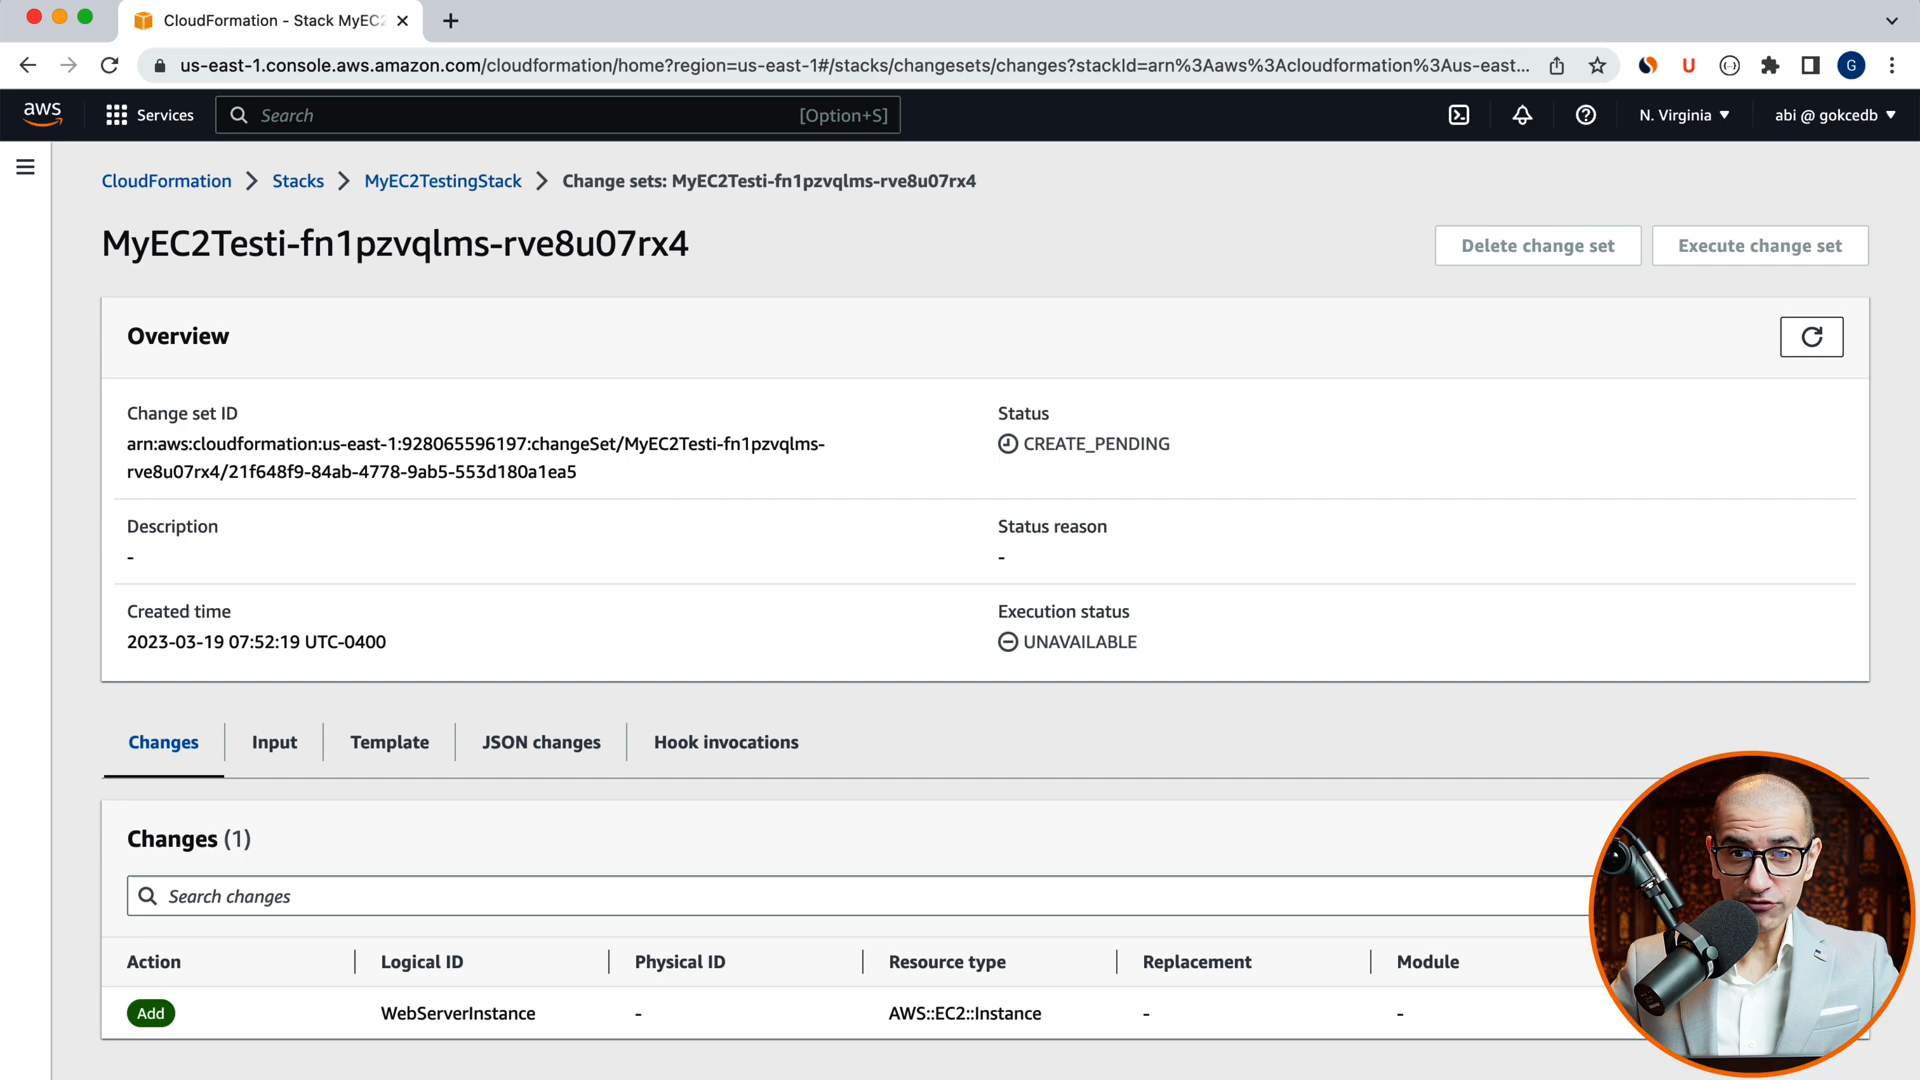 CloudFormation - Stack MyEC2
us-east-1.console.aws.amazon.com/cloudformation/home?region=us-east-1#/stacks/changesets/changes?stackId=arn%3Aaws%3Acloudformation%3Aus-east...
U
G
aws
Services
Search
[Option+S]
N. Virginia
abi @ gokcedb
CloudFormation
Stacks
MyEC2TestingStack
Change sets: MyEC2Testi-fn1pzvqlms-rve8u07rx4
MyEC2Testi-fn1pzvqlms-rve8u07rx4
Delete change set
Execute change set
Overview
Change set ID
arn:aws:cloudformation:us-east-1:928065596197:changeSet/MyEC2Testi-fn1pzvqlms-
rve8u07rx4/21f648f9-84ab-4778-9ab5-553d180a1ea5
Status
CREATE_PENDING
Description
-
Status reason
-
Created time
2023-03-19 07:52:19 UTC-0400
Execution status
UNAVAILABLE
Changes
Input
Template
JSON changes
Hook invocations
Changes (1)
Search changes
Action
Logical ID
Physical ID
Resource type
Replacement
Module
Add
WebServerInstance
-
AWS::EC2::Instance
-
-